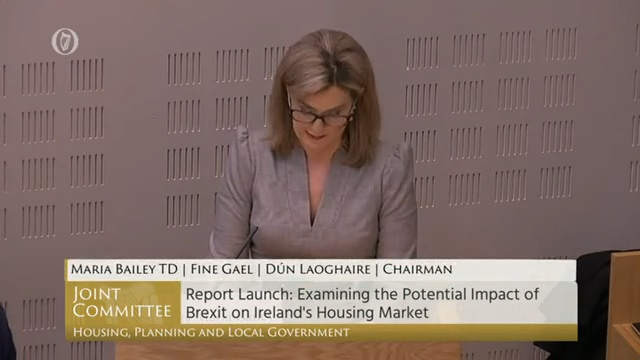 MARIA BAILEY TD | FINE GAEL | DÚN LAOGHAIRE | CHAIRMAN
JOINT COMMITTEE
Report Launch: Examining the Potential Impact of
Brexit on Ireland's Housing Market
HOUSING, PLANNING AND LOCAL GOVERNMENT